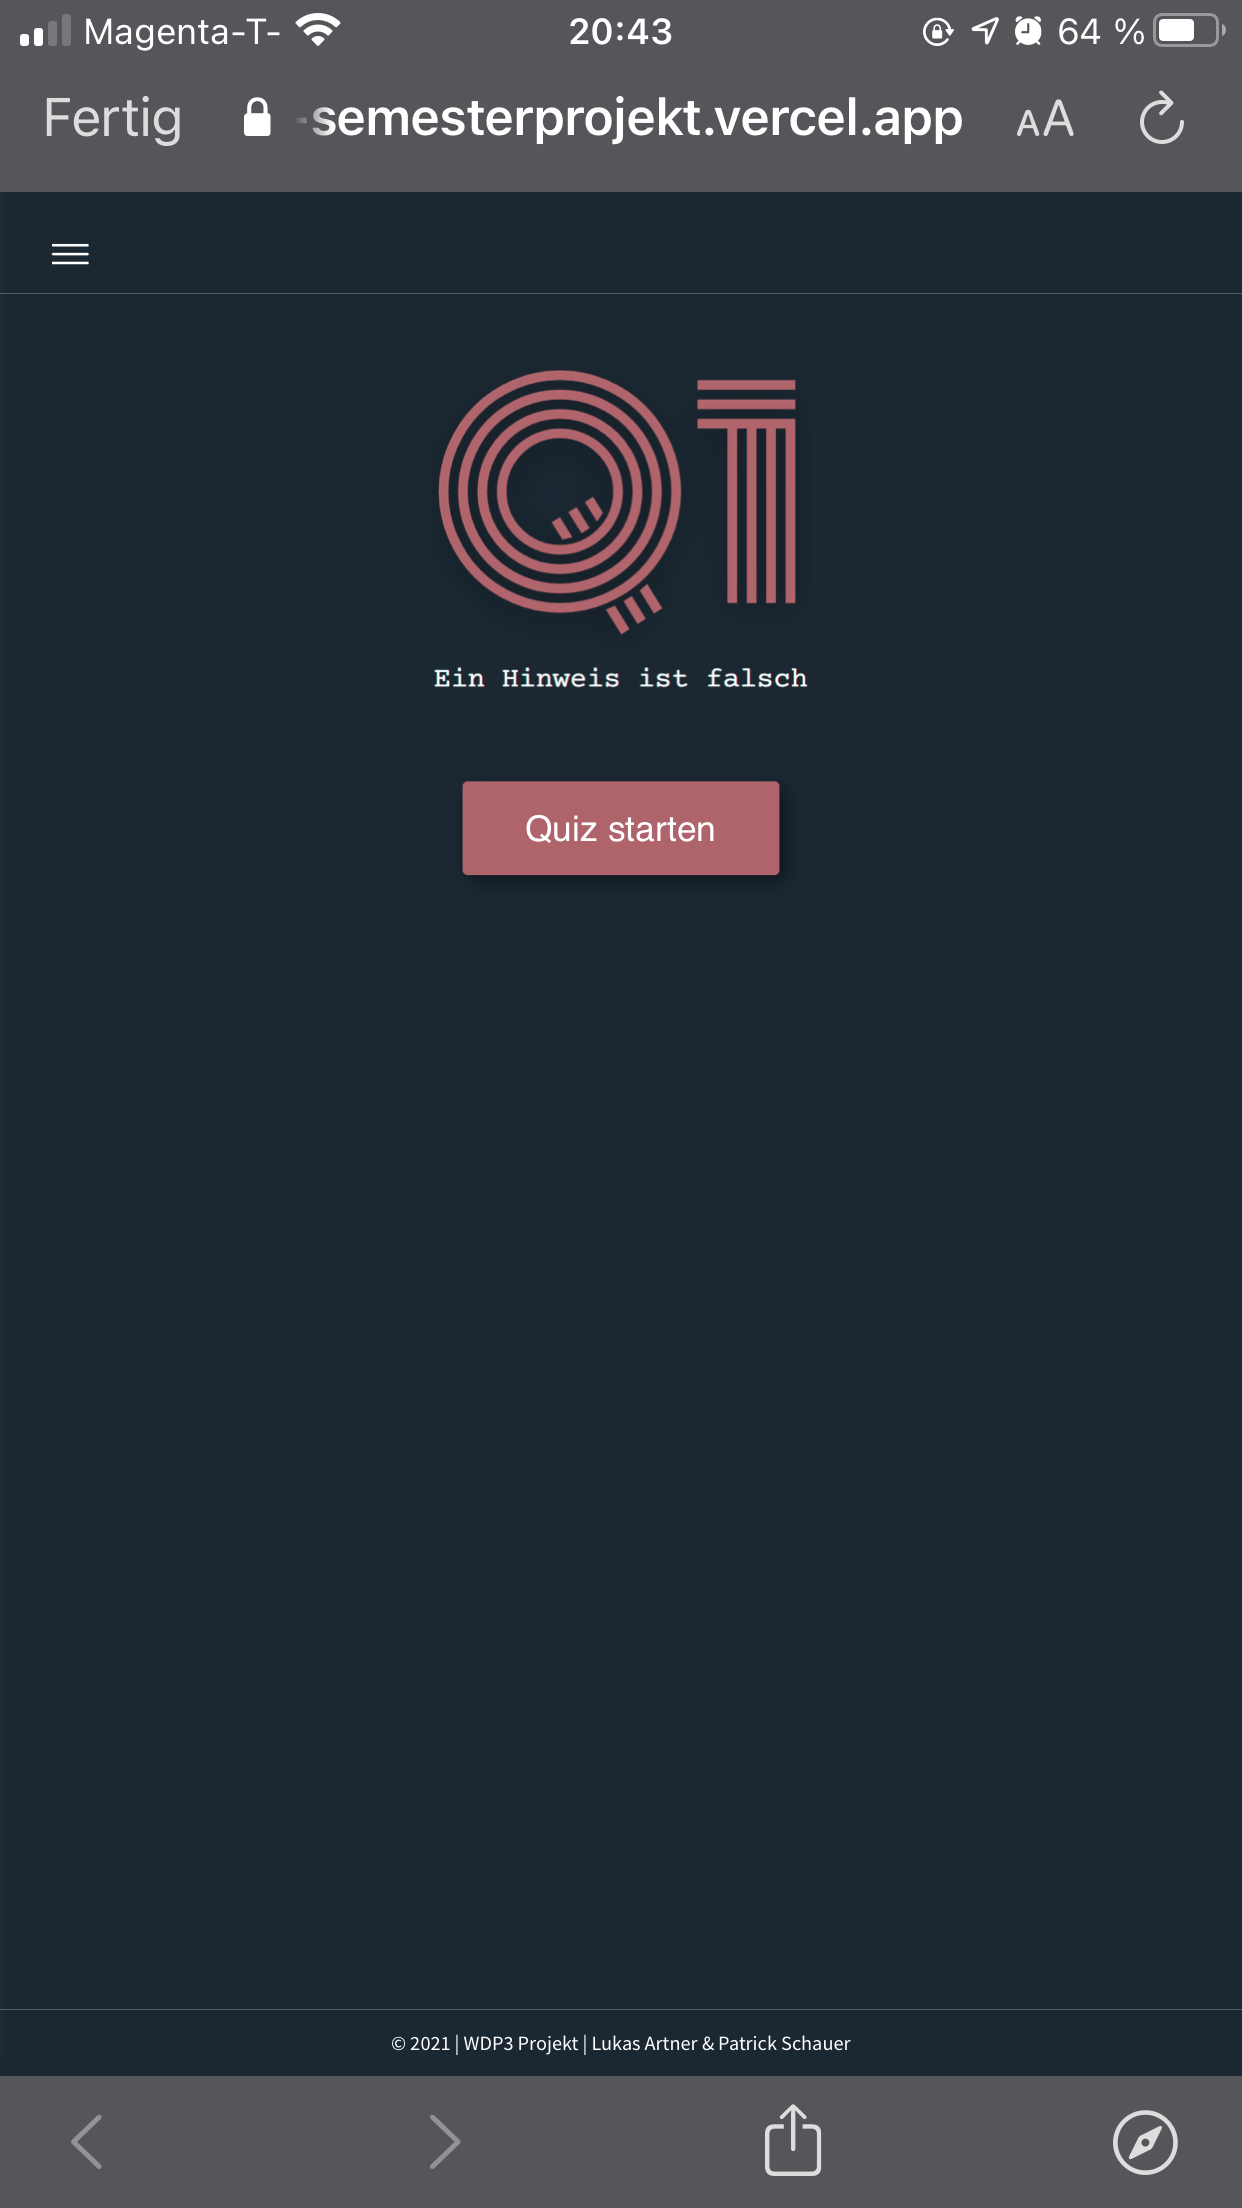 Magenta-T- 20:43 64 %
Fertig -semesterprojekt.vercel.app AA
Q1
Ein Hinweis ist falsch
Quiz starten
© 2021 | WDP3 Projekt | Lukas Artner & Patrick Schauer